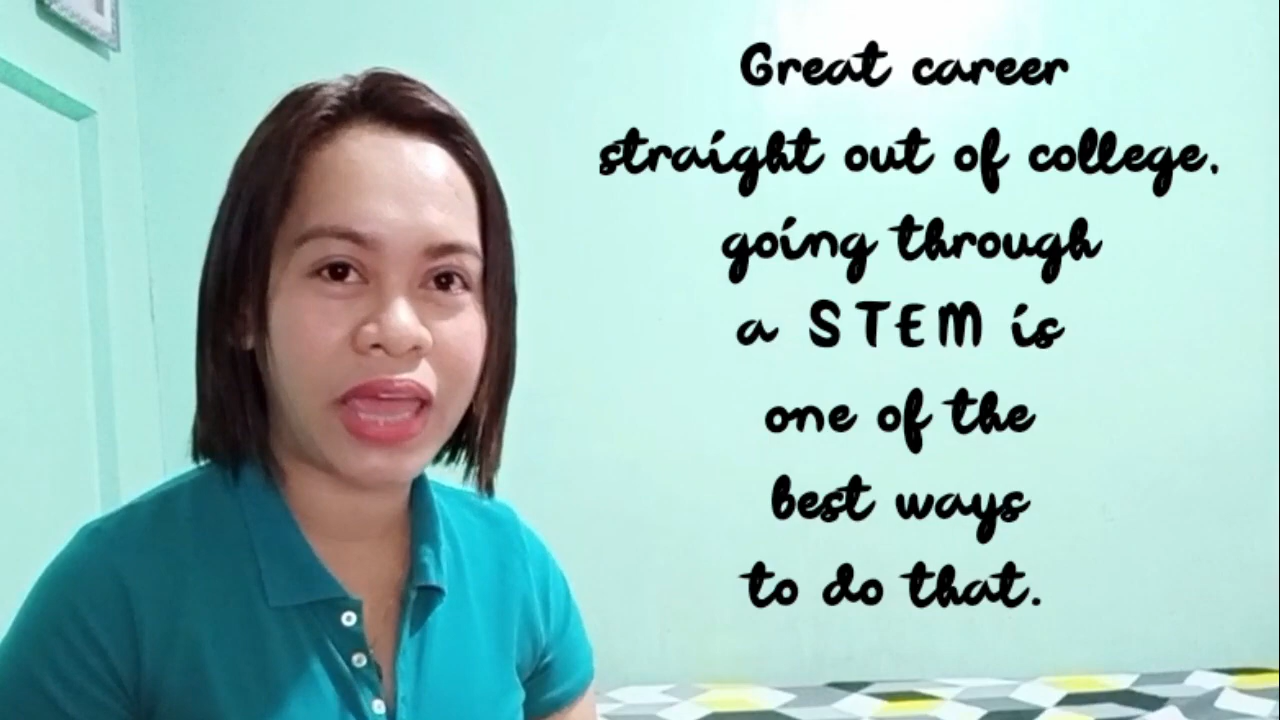 Great career
straight out of college.
going through
a STEM is
one of the
best ways
to do that.